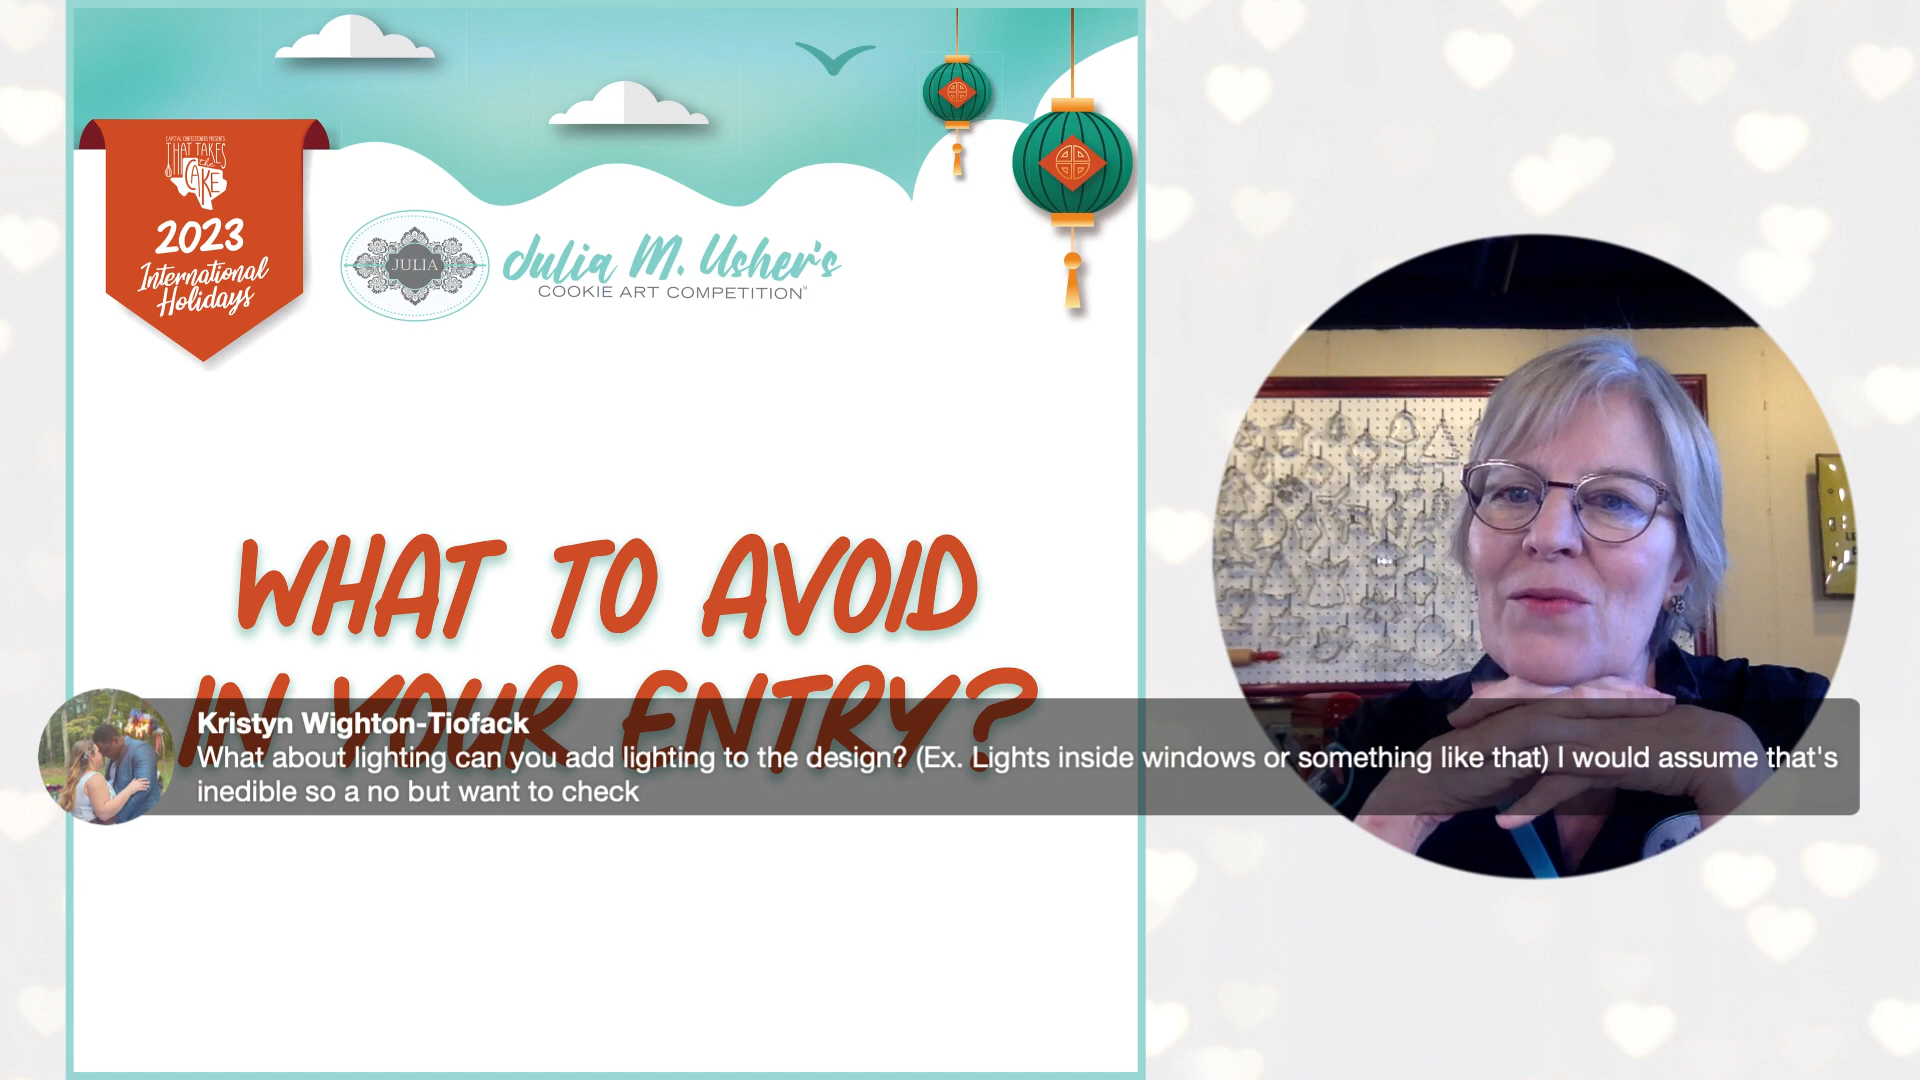 CAPITAL CONFECTIONERS PRESENTS
THAT TAKES
the
CAKE
2023
International
Holidays
JULIA
Julia M. Usher's
COOKIE ART COMPETITION
WHAT TO AVOID
IN YOUR ENTRY?
Kristyn Wighton-Tiofack
What about lighting can you add lighting to the design? (Ex. Lights inside windows or something like that) I would assume that's
inedible so a no but want to check